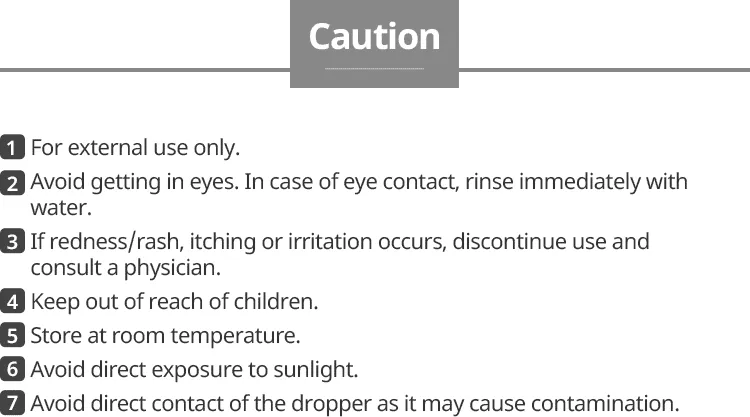 Caution
1 For external use only.
2 Avoid getting in eyes. In case of eye contact, rinse immediately with
water.
3 If redness/rash, itching or irritation occurs, discontinue use and
consult a physician.
4 Keep out of reach of children.
5 Store at room temperature.
6 Avoid direct exposure to sunlight.
7 Avoid direct contact of the dropper as it may cause contamination.